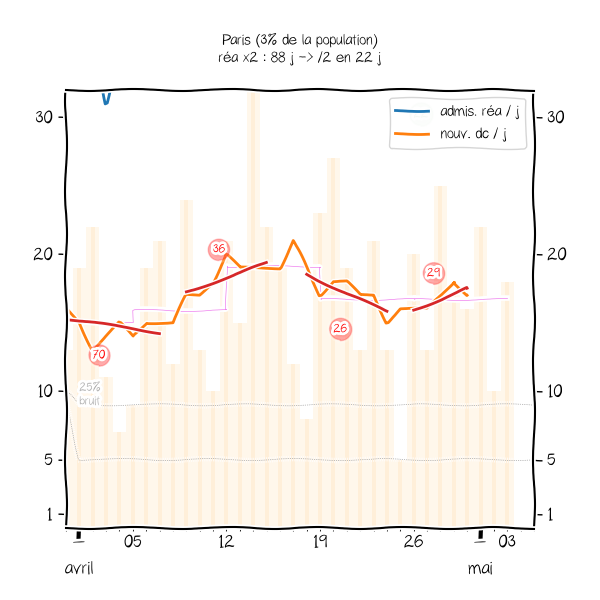 Paris (3% de la population)
réa x2 : 88 j -> /2 en 22 j
admis. réa / j
nouv. dc / j
30
30
20
20
10
10
5
5
1
1
36
29
26
70
25%
bruit
05
12
19
26
03
avril
mai